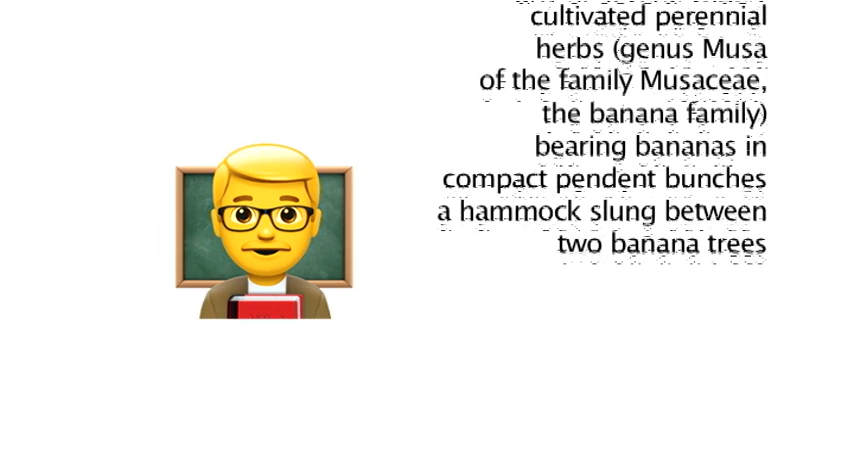 cultivated perennial
herbs (genus Musa
of the family Musaceae,
the banana family)
bearing bananas in
compact pendent bunches
a hammock slung between
two banana trees